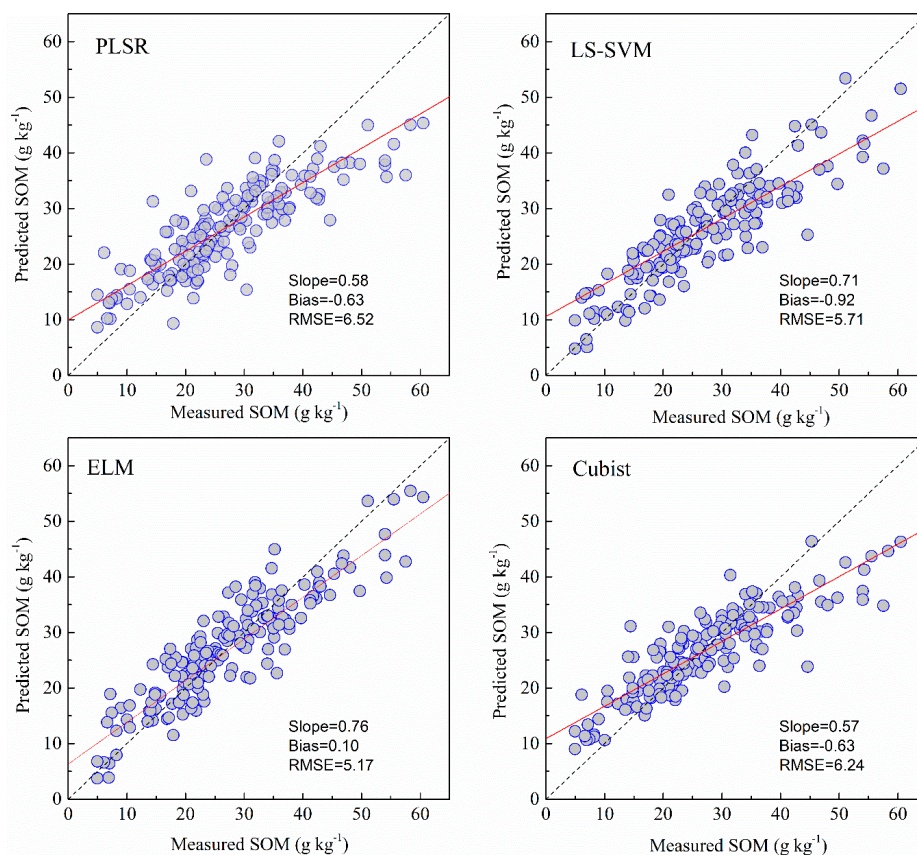 PLSR
65
60
50
40
30
20
10
0
Predicted SOM (g kg-1)
Slope=0.58
Bias=-0.63
RMSE=6.52
0 10 20 30 40 50 60
Measured SOM (g kg-1)
LS-SVM
60
50
40
30
20
10
0
Predicted SOM (g kg-1)
Slope=0.71
Bias=-0.92
RMSE=5.71
0 10 20 30 40 50 60
Measured SOM (g kg-1)
ELM
60
50
40
30
20
10
0
Predicted SOM (g kg-1)
Slope=0.76
Bias=0.10
RMSE=5.17
0 10 20 30 40 50 60
Measured SOM (g kg-1)
Cubist
60
50
40
30
20
10
0
Predicted SOM (g kg-1)
Slope=0.57
Bias=-0.63
RMSE=6.24
0 10 20 30 40 50 60
Measured SOM (g kg-1)